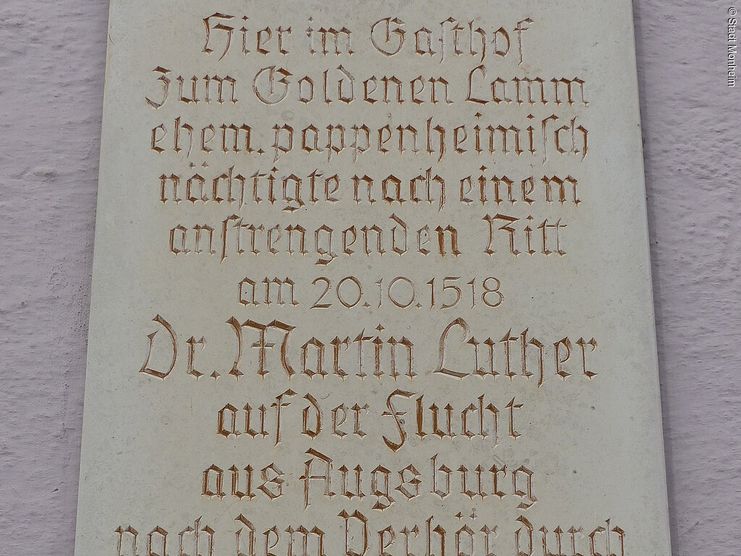 Hier im Gasthof
Zum Goldenen Lamm
ehem. pappenheimisch
nächtigte nach einem
anstrengenden Ritt
am 20.10.1518
Dr. Martin Luther
auf der Flucht
aus Augsburg
nach dem Verhör durch
© Stadt Monheim